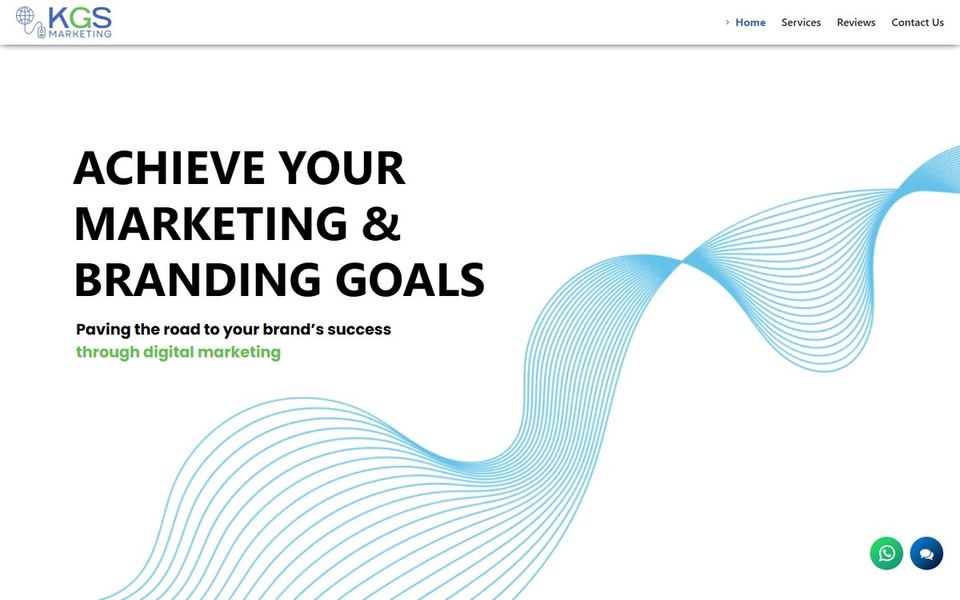 KGS
MARKETING
› Home Services Reviews Contact Us
ACHIEVE YOUR
MARKETING &
BRANDING GOALS
Paving the road to your brand’s success
through digital marketing